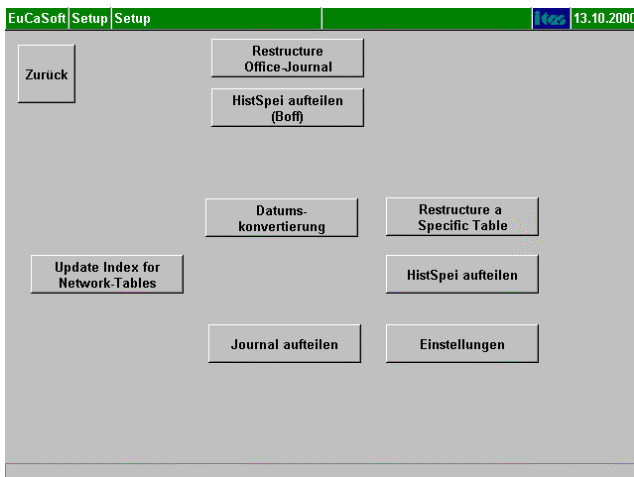 EuCaSoft Setup Setup itas 13.10.2000
Zurück
Restructure
Office-Journal
HistSpei aufteilen
(Boff)
Datums-
konvertierung
Restructure a
Specific Table
Update Index for
Network-Tables
HistSpei aufteilen
Journal aufteilen
Einstellungen